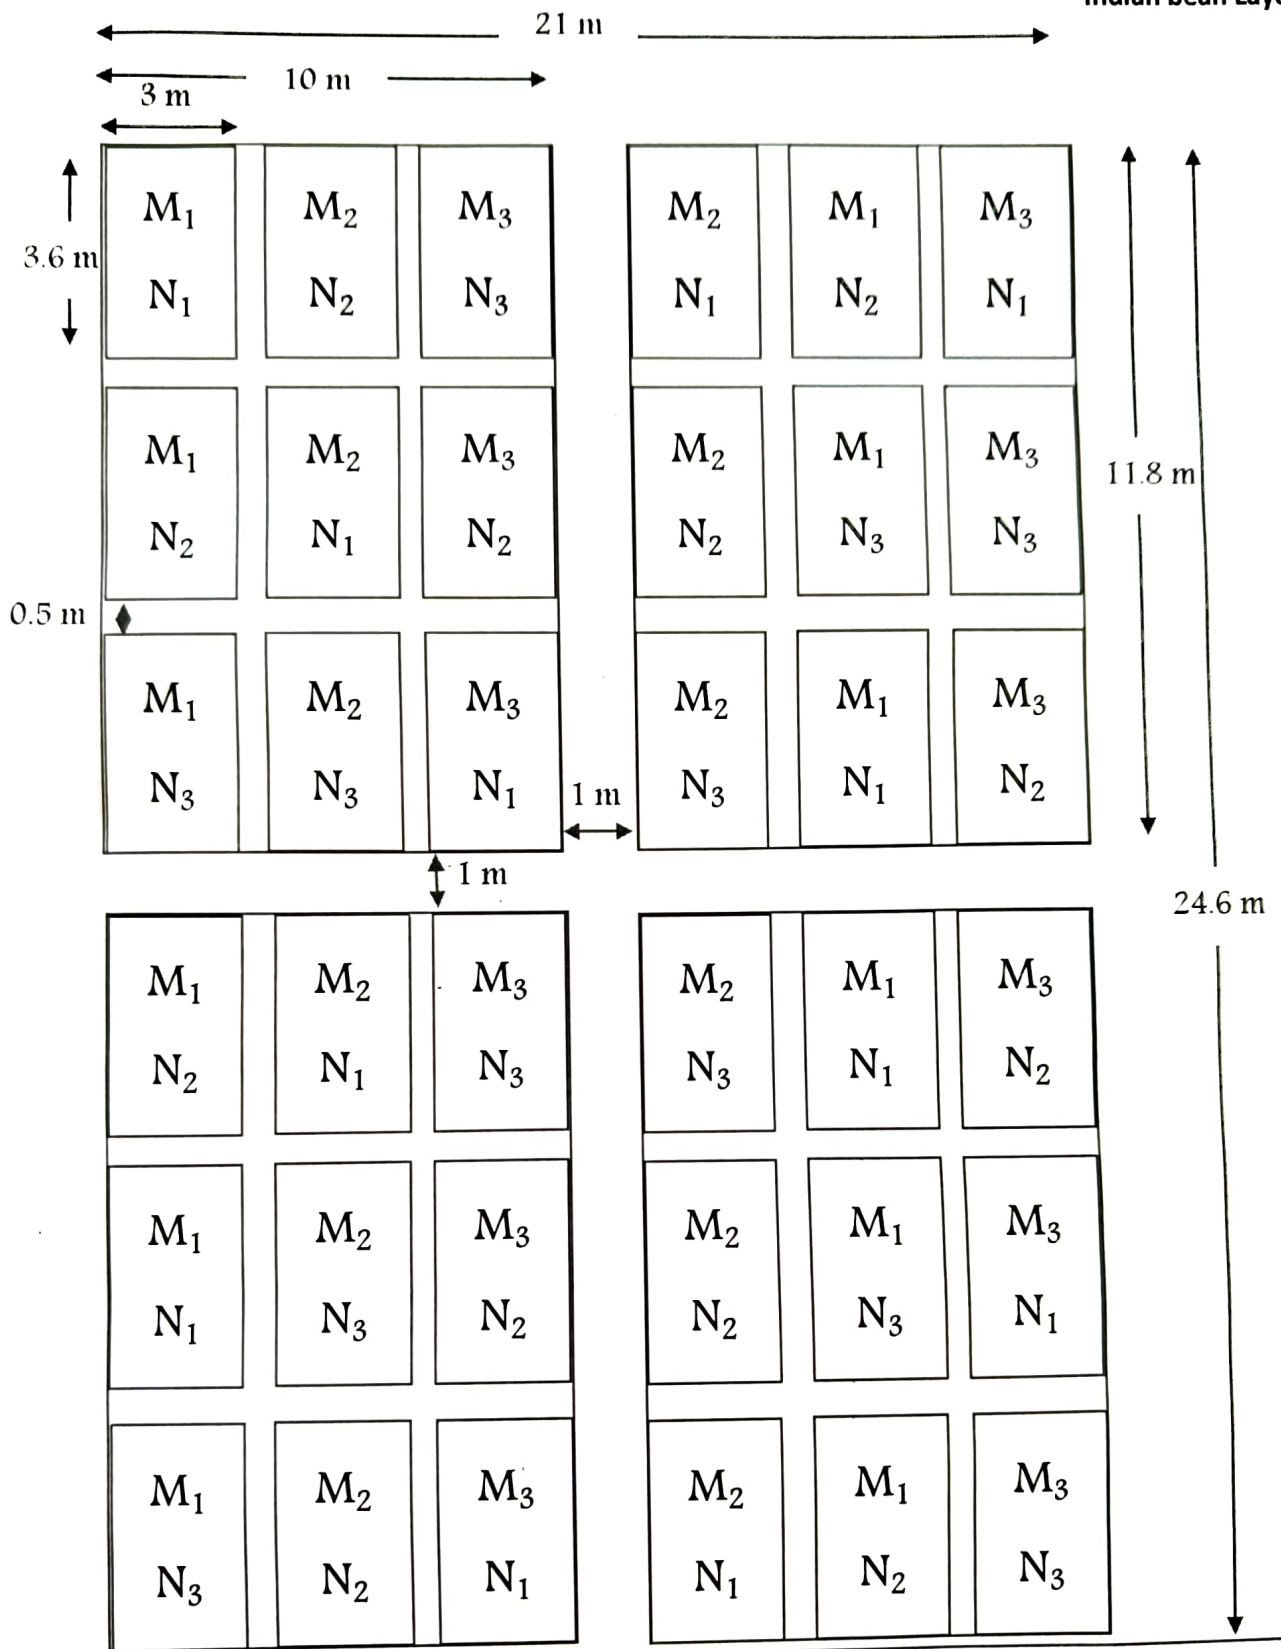 Indian bean Lay
21 m
10 m
3 m
3.6 m
M₁ M₂ M₃ M₂ M₁ M₃
N₁ N₂ N₃ N₁ N₂ N₁
M₁ M₂ M₃ M₂ M₁ M₃
11.8 m
N₂ N₁ N₂ N₂ N₃ N₃
0.5 m
M₁ M₂ M₃ M₂ M₁ M₃
N₃ N₃ N₁ N₃ N₁ N₂
1 m
1 m
24.6 m
M₁ M₂ M₃ M₂ M₁ M₃
N₂ N₁ N₃ N₃ N₁ N₂
M₁ M₂ M₃ M₂ M₁ M₃
N₁ N₃ N₂ N₂ N₃ N₁
M₁ M₂ M₃ M₂ M₁ M₃
N₃ N₂ N₁ N₁ N₂ N₃